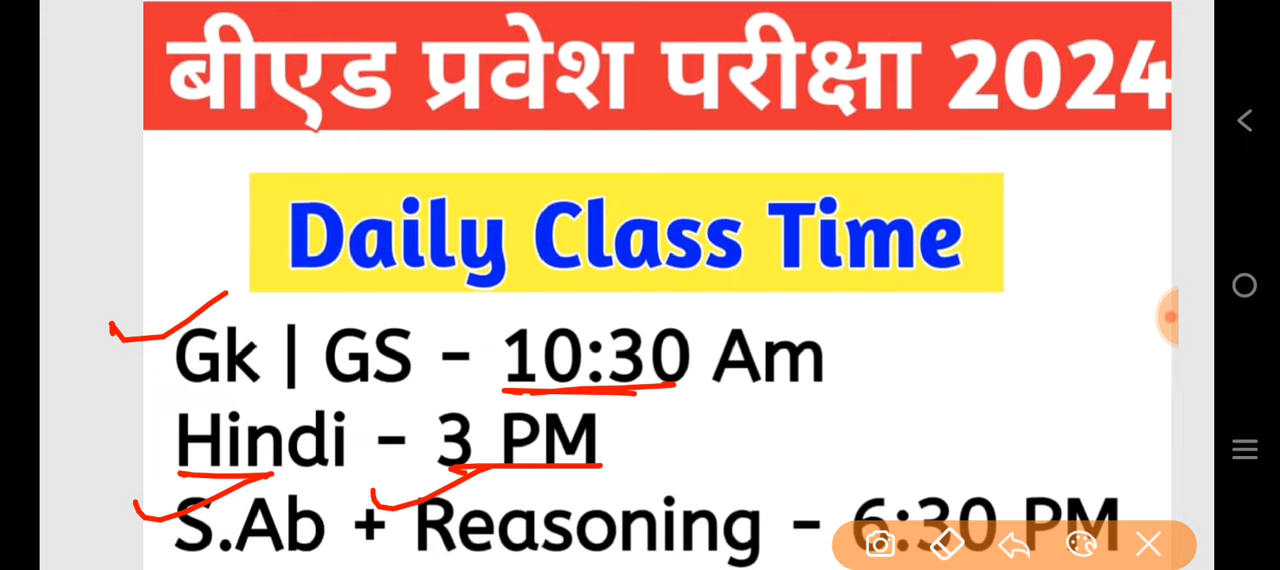 बीएड प्रवेश परीक्षा 2024
Daily Class Time
Gk | GS - 10:30 Am
Hindi - 3 PM
S.Ab + Reasoning - 6:30 PM